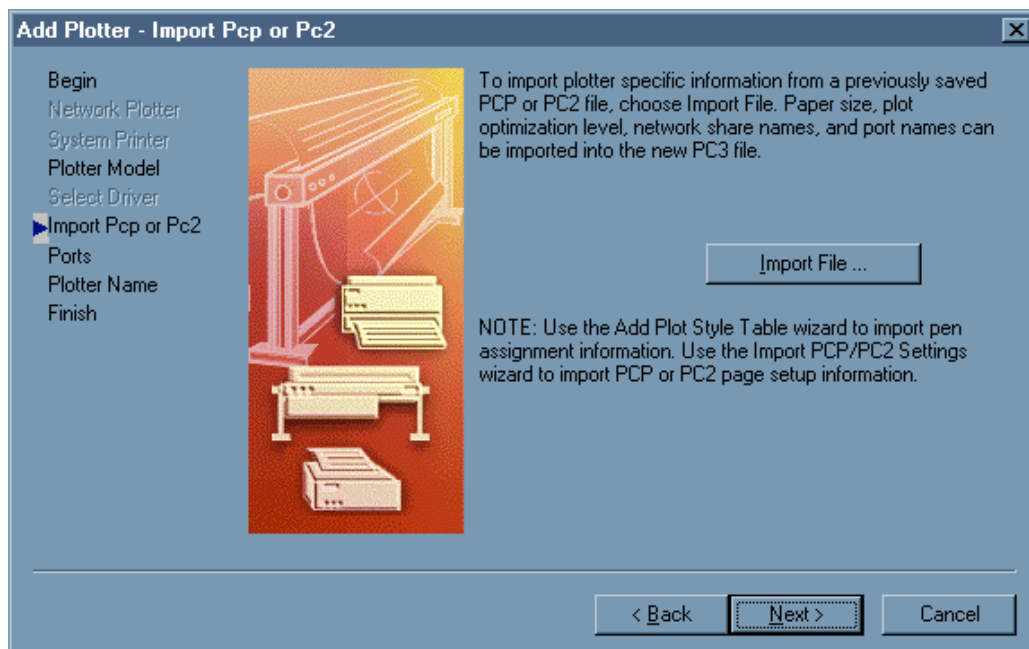 Add Plotter - Import Pcp or Pc2
Begin
Network Plotter
System Printer
Plotter Model
Select Driver
Import Pcp or Pc2
Ports
Plotter Name
Finish
To import plotter specific information from a previously saved
PCP or PC2 file, choose Import File. Paper size, plot
optimization level, network share names, and port names can
be imported into the new PC3 file.
Import File ...
NOTE: Use the Add Plot Style Table wizard to import pen
assignment information. Use the Import PCP/PC2 Settings
wizard to import PCP or PC2 page setup information.
< Back
Next >
Cancel